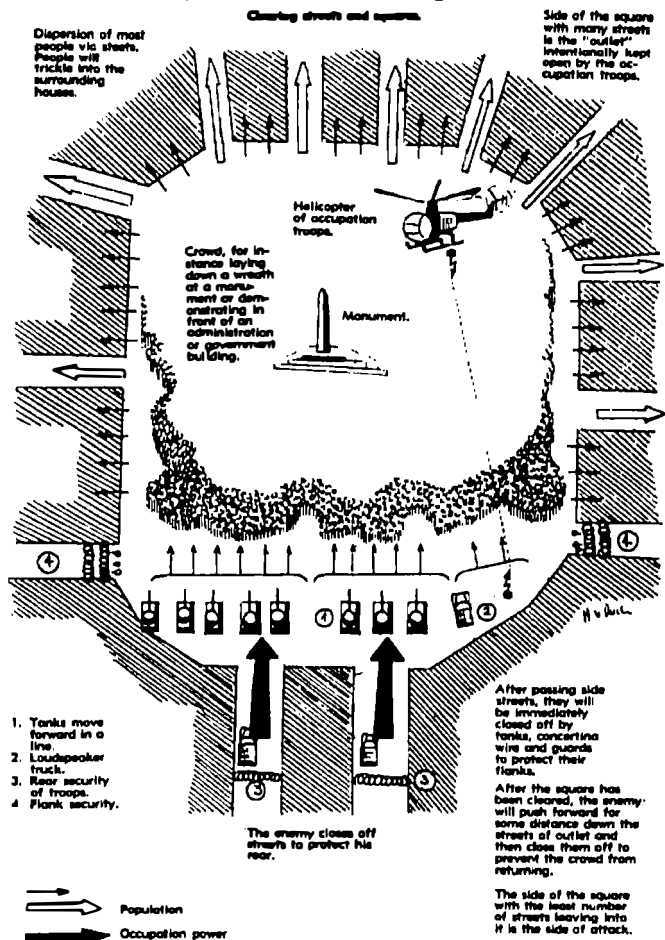 Clearing streets and squares.
Dispersion of most
people via steets.
People will
trickle into the
surrounding
houses.
Side of the square
with many streets
is the "outlet"
intentionally kept
open by the oc-
cupation troops.
Helicopter
of occupation
troops.
Crowd, for in-
stance laying
down a wreath
at a monu-
ment or dem-
onstrating in
front of an
administration
or government
building.
Monument.
4
4
1
2
3
3
1. Tanks move
forward in a
line.
2. Loudspeaker
truck.
3. Rear security
of troops.
4 Flank security.
The enemy closes off
streets to protect his
rear.
After passing side
streets, they will
be immediately
closed off by
tanks, concertina
wire and guards
to protect their
flanks.
After the square has
been cleared, the enemy
will push forward for
some distance down the
streets of outlet and
then close them off to
prevent the crowd from
returning.
The side of the square
with the least number
of streets leaving into
it is the side of attack.
Population
Occupation power